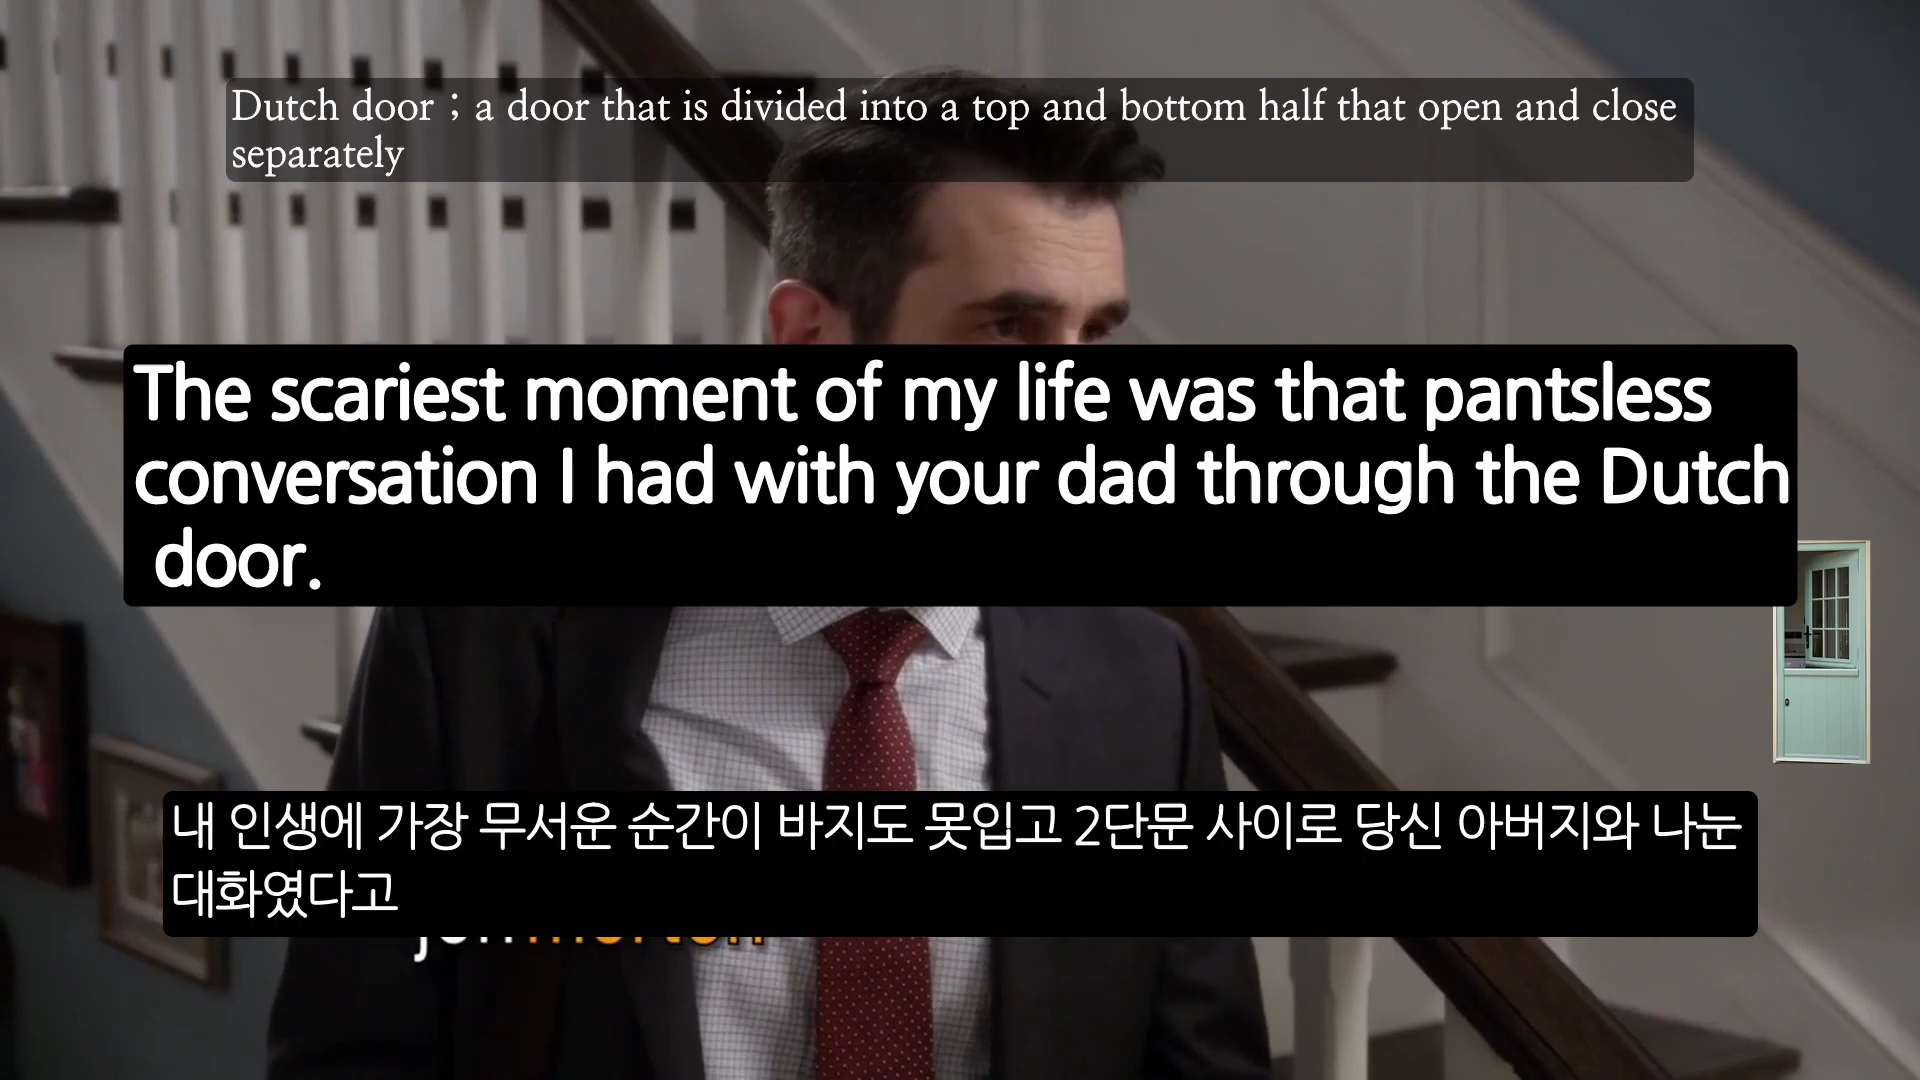 Dutch door ; a door that is divided into a top and bottom half that open and close
separately
The scariest moment of my life was that pantsless
conversation I had with your dad through the Dutch
door.
내 인생에 가장 무서운 순간이 바지도 못입고 2단문 사이로 당신 아버지와 나눈
대화였다고